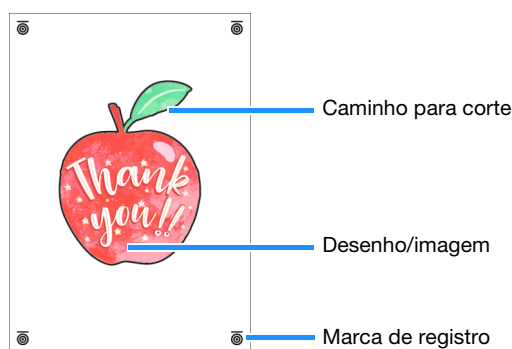 Caminho para corte
Thank
you!!
Desenho/imagem
Marca de registro